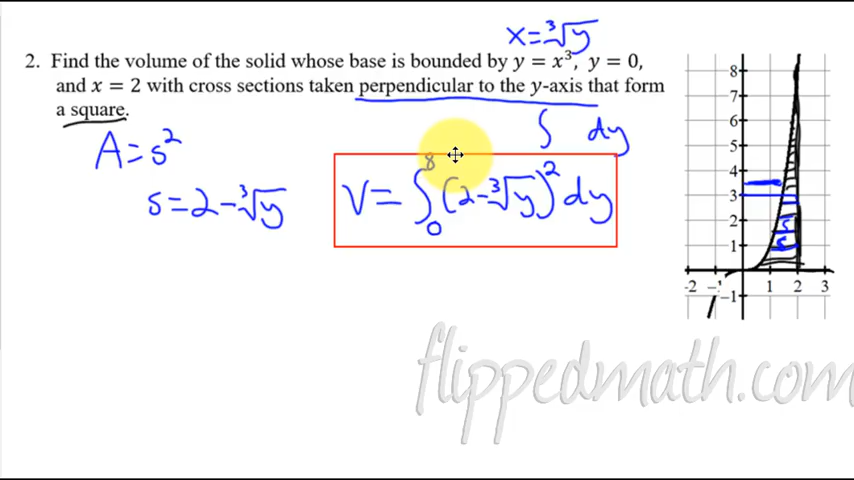 x = ∛y
2. Find the volume of the solid whose base is bounded by y = x³, y = 0,
and x = 2 with cross sections taken perpendicular to the y-axis that form
a square.
A = s²
∫ dy
s = 2 - ∛y
V = ∫₀⁸ (2 - ∛y)² dy
8
7
6
5
4
3
2
1
-2 -1 1 2 3
-1
s
s
flippedmath.com